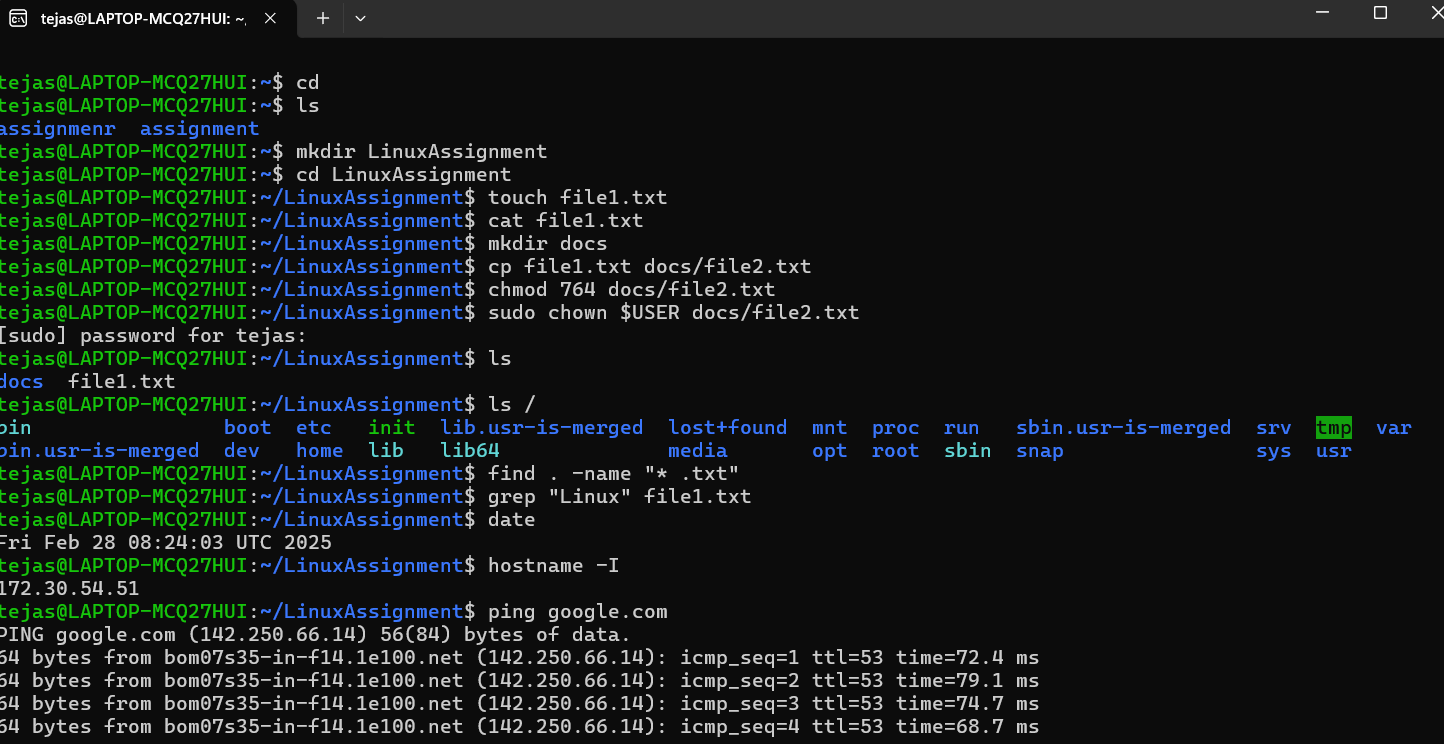 tejas@LAPTOP-MCQ27HUI: ~,
tejas@LAPTOP-MCQ27HUI:~$ cd
tejas@LAPTOP-MCQ27HUI:~$ ls
assignmenr  assignment
tejas@LAPTOP-MCQ27HUI:~$ mkdir LinuxAssignment
tejas@LAPTOP-MCQ27HUI:~$ cd LinuxAssignment
tejas@LAPTOP-MCQ27HUI:~/LinuxAssignment$ touch file1.txt
tejas@LAPTOP-MCQ27HUI:~/LinuxAssignment$ cat file1.txt
tejas@LAPTOP-MCQ27HUI:~/LinuxAssignment$ mkdir docs
tejas@LAPTOP-MCQ27HUI:~/LinuxAssignment$ cp file1.txt docs/file2.txt
tejas@LAPTOP-MCQ27HUI:~/LinuxAssignment$ chmod 764 docs/file2.txt
tejas@LAPTOP-MCQ27HUI:~/LinuxAssignment$ sudo chown $USER docs/file2.txt
[sudo] password for tejas:
tejas@LAPTOP-MCQ27HUI:~/LinuxAssignment$ ls
docs  file1.txt
tejas@LAPTOP-MCQ27HUI:~/LinuxAssignment$ ls /
bin                boot  etc   init  lib.usr-is-merged  lost+found  mnt  proc  run   sbin.usr-is-merged  srv  tmp  var
bin.usr-is-merged  dev   home  lib   lib64              media       opt  root  sbin  snap                sys  usr
tejas@LAPTOP-MCQ27HUI:~/LinuxAssignment$ find . -name "* .txt"
tejas@LAPTOP-MCQ27HUI:~/LinuxAssignment$ grep "Linux" file1.txt
tejas@LAPTOP-MCQ27HUI:~/LinuxAssignment$ date
Fri Feb 28 08:24:03 UTC 2025
tejas@LAPTOP-MCQ27HUI:~/LinuxAssignment$ hostname -I
172.30.54.51
tejas@LAPTOP-MCQ27HUI:~/LinuxAssignment$ ping google.com
PING google.com (142.250.66.14) 56(84) bytes of data.
64 bytes from bom07s35-in-f14.1e100.net (142.250.66.14): icmp_seq=1 ttl=53 time=72.4 ms
64 bytes from bom07s35-in-f14.1e100.net (142.250.66.14): icmp_seq=2 ttl=53 time=79.1 ms
64 bytes from bom07s35-in-f14.1e100.net (142.250.66.14): icmp_seq=3 ttl=53 time=74.7 ms
64 bytes from bom07s35-in-f14.1e100.net (142.250.66.14): icmp_seq=4 ttl=53 time=68.7 ms